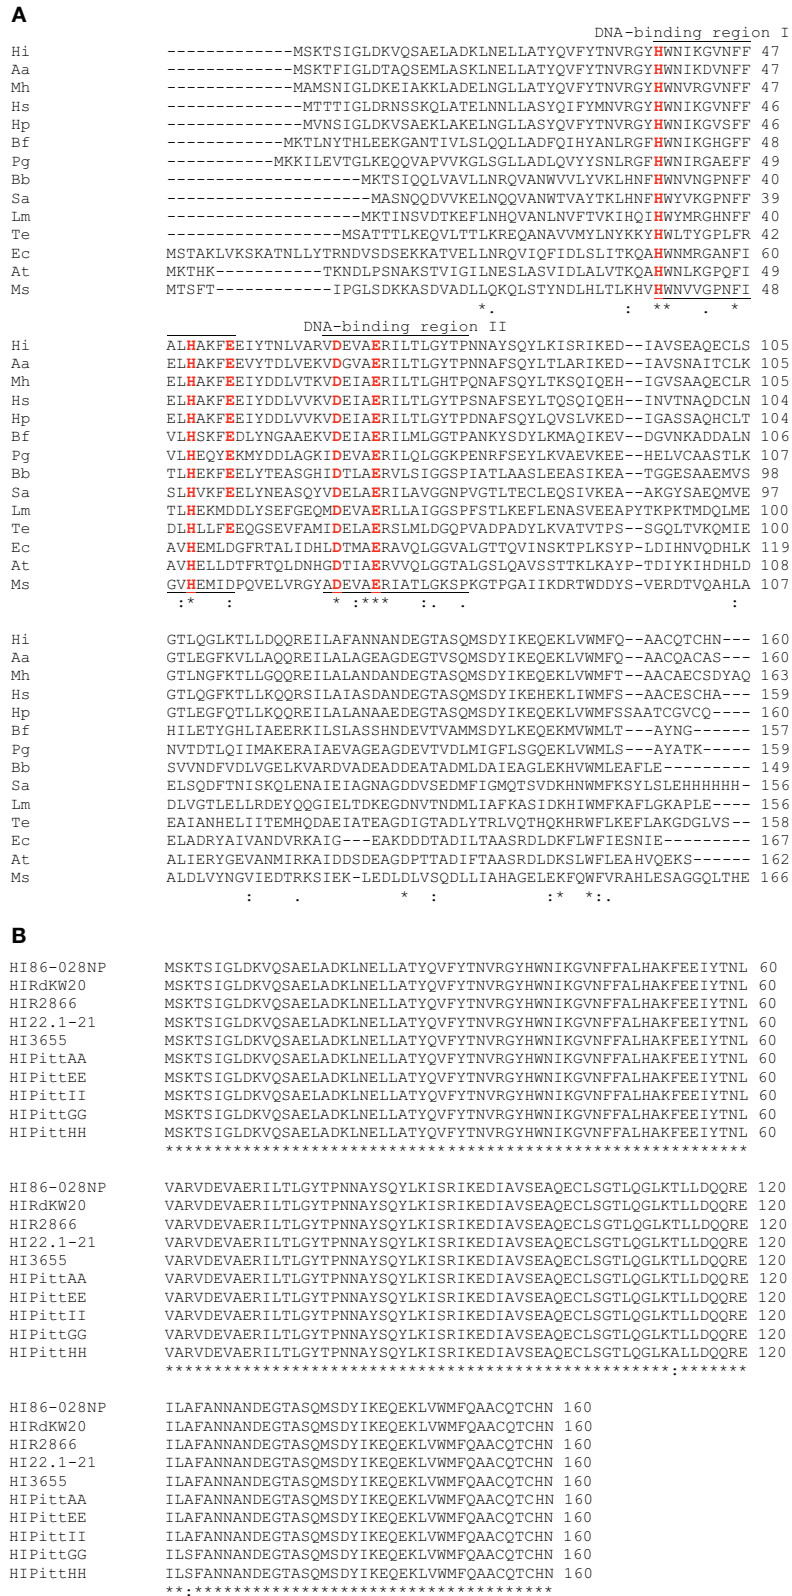 A
DNA-binding region I
Hi -------------MSKTSIGLDKVQSAELADKLNELLATYQVFYTNVRGYHWNIKGVNFF 47
Aa -------------MSKTFIGLDTAQSEMLASKLNELLATYQVFYTNVRGYHWNIKDVNFF 47
Mh -------------MAMSNIGLDKEIAKKLADELNGLLATYQVFYTNVRGYHWNVRGVNFF 47
Hs --------------MTTTIGLDRNSSKQLATELNNLLASYQIFYMNVRGYHWNIKGVNFF 46
Hp --------------MVNSIGLDKVSAEKLAKELNGLLASYQVFYTNVRGYHWNIKGVSFF 46
Bf ------------MKTLNYTHLEEKGANTIVLSLQQLLADFQIHYANLRGFHWNIKGHGFF 48
Pg -----------MKKILEVTGLKEQQVAPVVKGLSGLLADLQVYYSNLRGFHWNIRGAEFF 49
Bb --------------------MKTSIQQLVAVLLNRQVANWVVLYVKLHNFHWNVNGPNFF 40
Sa ---------------------MASNQQDVVKELNQQVANWTVAYTKLHNFHWYVKGPNFF 39
Lm --------------------MKTINSVDTKEFLNHQVANLNVFTVKIHQIHWYMRGHNFF 40
Te ------------------MSATTTLKEQVLTTLKREQANAVVMYLNYKKYHWLTYGPLFR 42
Ec MSTAKLVKSKATNLLYTRNDVSDSEKKATVELLNRQVIQFIDLSLITKQAHWNMRGANFI 60
At MKTHK-----------TKNDLPSNAKSTVIGILNESLASVIDLALVTKQAHWNLKGPQFI 49
Ms MTSFT------------IPGLSDKKASDVADLLQKQLSTYNDLHLTLKHVHWNVVGPNFI 48
*. : ** . *
DNA-binding region II
Hi ALHAKFEEIYTNLVARVDEVAERILTLGYTPNNAYSQYLKISRIKED--IAVSEAQECLS 105
Aa ELHAKFEEVYTDLVEKVDGVAERILTLGYTPDNAFSQYLTLARIKED--IAVSNAITCLK 105
Mh ELHAKFEEIYTDDLVTKVDEIAERILTLGHTPQNAFSQYLTKSQIQEH--IGVSAAQECLR 105
Hs ELHAKFEEIYDDLVVKVDEIAERILTLGYTPNTAFSEYLTQSQIQEH--INVTNAQDCLN 104
Hp ELHAKFEEIYDDLVVKVDEIAERILTLGYTPDNAFSQYLQVSLVKED--IGASSAQHCLT 104
Bf VLHSKFEDLYNGAAEKVDEIAERILMLGGTPANKYSDYLKMAQIKEV--DGVNKADDALN 106
Pg VLHEQYEKMYDDLAGKIDEVAERILQLGGKPENRFSEYLKVAEVKEE--HELVCAASTLK 107
Bb TLHEKFEELYTEASGHIDTLAERVLSIGGSPIATLAASLEEASIKEA--TGGESAAEMVS 98
Sa SLHVKFEELYNEASQYVDELAERILAVGGNPVGTLTECLEQSIVKEA--AKGYSAEQMVE 97
Lm TLHEKMDDLYSEFGEQMDEVAERLLAIGGSPFSTLKEFLENASVEEAPYTKPKTMDQLME 100
Te DLHLLFEEQGSEVFAMIDELAERSLMLDGQPVADPADYLKVATVTPS--SGQLTVKQMIE 100
Ec AVHEMLDGFRTALIDHLDTMAERAVQLGGVALGTTQVINSKTPLKSYP-LDIHNVQDHLK 119
At AVHELLDTFRTQLDNHGDTIAERVVQLGGTALGSLQAVSSTTKLKAYP-TDIYKIHDHLD 108
Ms GVHEMIDPQVELVRGYADEVAERIATLGKSPKGTPGAIIKDRTWDDYS-VERDTVQAHLA 107
:* : * :*** :. . :
Hi GTLQGLKTLLDQQREILAFANNANDEGTASQMSDYIKEQEKLVWMFQ--AACQTCHN--- 160
Aa GTLEGFKVLLAQQREILALAGEAGDEGTVSQMSDYIKEQEKLVWMFQ--AACQACAS--- 160
Mh GTLNGFKTLLGQQREILALANDANDEGTASQMSDYIKEQEKLVWMFT--AACAECSDYAQ 163
Hs GTLQGFKTLLKQQRSILAIASDANDEGTASQMSDYIKEHEKLIWMFS--AACESCHA--- 159
Hp GTLEGFQTLLKQQREILALANAAEDEGTASQMSDYIKEQEKLVWMFSSAATCGVCQ---- 160
Bf HILETYGHLIAEERKILSLASSHNDEVTVAMMSDYLKEQEKMVWMLT---AYNG------ 157
Pg NVTDTLQIIMAKERAIAEVAGEAGDEVTVDLMIGFLSGQEKLVWMLS---AYATK----- 159
Bb SVVNDFVDLVGELKVARDVADEADDEATADMLDAIEAGLEKHVWMLEAFLE--------- 149
Sa ELSQDFTNISKQLENAIEIAGNAGDDVSEDMFIGMQTSVDKHNWMFKSYLSLEHHHHHH- 156
Lm DLVGTLELLRDEYQQGIELTDKEGDNVTNDMLIAFKASIDKHIWMFKAFLGKAPLE---- 156
Te EAIANHELIITEMHQDAEIATEAGDIGTADLYTRLVQTHQKHRWFLKEFLAKGDGLVS-- 158
Ec ELADRYAIVANDVRKAIG---EAKDDDTADILTAASRDLDKFLWFIESNIE--------- 167
At ALIERYGEVANMIRKAIDDSDEAGDPTTADIFTAASRDLDKSLWFLEAHVQEKS------ 162
Ms ALDLVYNGVIEDTRKSIEK-LEDLDLVSQDLLIAHAGELEKFQWFVRAHLESAGGQLTHE 166
: . * : :* *:.
B
HI86-028NP MSKTSIGLDKVQSAELADKLNELLATYQVFYTNVRGYHWNIKGVNFFALHAKFEEIYTNL 60
HIRdKW20 MSKTSIGLDKVQSAELADKLNELLATYQVFYTNVRGYHWNIKGVNFFALHAKFEEIYTNL 60
HIR2866 MSKTSIGLDKVQSAELADKLNELLATYQVFYTNVRGYHWNIKGVNFFALHAKFEEIYTNL 60
HI22.1-21 MSKTSIGLDKVQSAELADKLNELLATYQVFYTNVRGYHWNIKGVNFFALHAKFEEIYTNL 60
HI3655 MSKTSIGLDKVQSAELADKLNELLATYQVFYTNVRGYHWNIKGVNFFALHAKFEEIYTNL 60
HIPittAA MSKTSIGLDKVQSAELADKLNELLATYQVFYTNVRGYHWNIKGVNFFALHAKFEEIYTNL 60
HIPittEE MSKTSIGLDKVQSAELADKLNELLATYQVFYTNVRGYHWNIKGVNFFALHAKFEEIYTNL 60
HIPittII MSKTSIGLDKVQSAELADKLNELLATYQVFYTNVRGYHWNIKGVNFFALHAKFEEIYTNL 60
HIPittGG MSKTSIGLDKVQSAELADKLNELLATYQVFYTNVRGYHWNIKGVNFFALHAKFEEIYTNL 60
HIPittHH MSKTSIGLDKVQSAELADKLNELLATYQVFYTNVRGYHWNIKGVNFFALHAKFEEIYTNL 60
************************************************************
HI86-028NP VARVDEVAERILTLGYTPNNAYSQYLKISRIKEDIAVSEAQECLSGTLQGLKTLLDQQRE 120
HIRdKW20 VARVDEVAERILTLGYTPNNAYSQYLKISRIKEDIAVSEAQECLSGTLQGLKTLLDQQRE 120
HIR2866 VARVDEVAERILTLGYTPNNAYSQYLKISRIKEDIAVSEAQECLSGTLQGLKTLLDQQRE 120
HI22.1-21 VARVDEVAERILTLGYTPNNAYSQYLKISRIKEDIAVSEAQECLSGTLQGLKTLLDQQRE 120
HI3655 VARVDEVAERILTLGYTPNNAYSQYLKISRIKEDIAVSEAQECLSGTLQGLKTLLDQQRE 120
HIPittAA VARVDEVAERILTLGYTPNNAYSQYLKISRIKEDIAVSEAQECLSGTLQGLKTLLDQQRE 120
HIPittEE VARVDEVAERILTLGYTPNNAYSQYLKISRIKEDIAVSEAQECLSGTLQGLKTLLDQQRE 120
HIPittII VARVDEVAERILTLGYTPNNAYSQYLKISRIKEDIAVSEAQECLSGTLQGLKTLLDQQRE 120
HIPittGG VARVDEVAERILTLGYTPNNAYSQYLKISRIKEDIAVSEAQECLSGTLQGLKTLLDQQRE 120
HIPittHH VARVDEVAERILTLGYTPNNAYSQYLKISRIKEDIAVSEAQECLSGTLQGLKALLDQQRE 120
****************************************************:*******
HI86-028NP ILAFANNANDEGTASQMSDYIKEQEKLVWMFQAACQTCHN 160
HIRdKW20 ILAFANNANDEGTASQMSDYIKEQEKLVWMFQAACQTCHN 160
HIR2866 ILAFANNANDEGTASQMSDYIKEQEKLVWMFQAACQTCHN 160
HI22.1-21 ILAFANNANDEGTASQMSDYIKEQEKLVWMFQAACQTCHN 160
HI3655 ILAFANNANDEGTASQMSDYIKEQEKLVWMFQAACQTCHN 160
HIPittAA ILAFANNANDEGTASQMSDYIKEQEKLVWMFQAACQTCHN 160
HIPittEE ILAFANNANDEGTASQMSDYIKEQEKLVWMFQAACQTCHN 160
HIPittII ILAFANNANDEGTASQMSDYIKEQEKLVWMFQAACQTCHN 160
HIPittGG ILSFANNANDEGTASQMSDYIKEQEKLVWMFQAACQTCHN 160
HIPittHH ILSFANNANDEGTASQMSDYIKEQEKLVWMFQAACQTCHN 160
**:*************************************